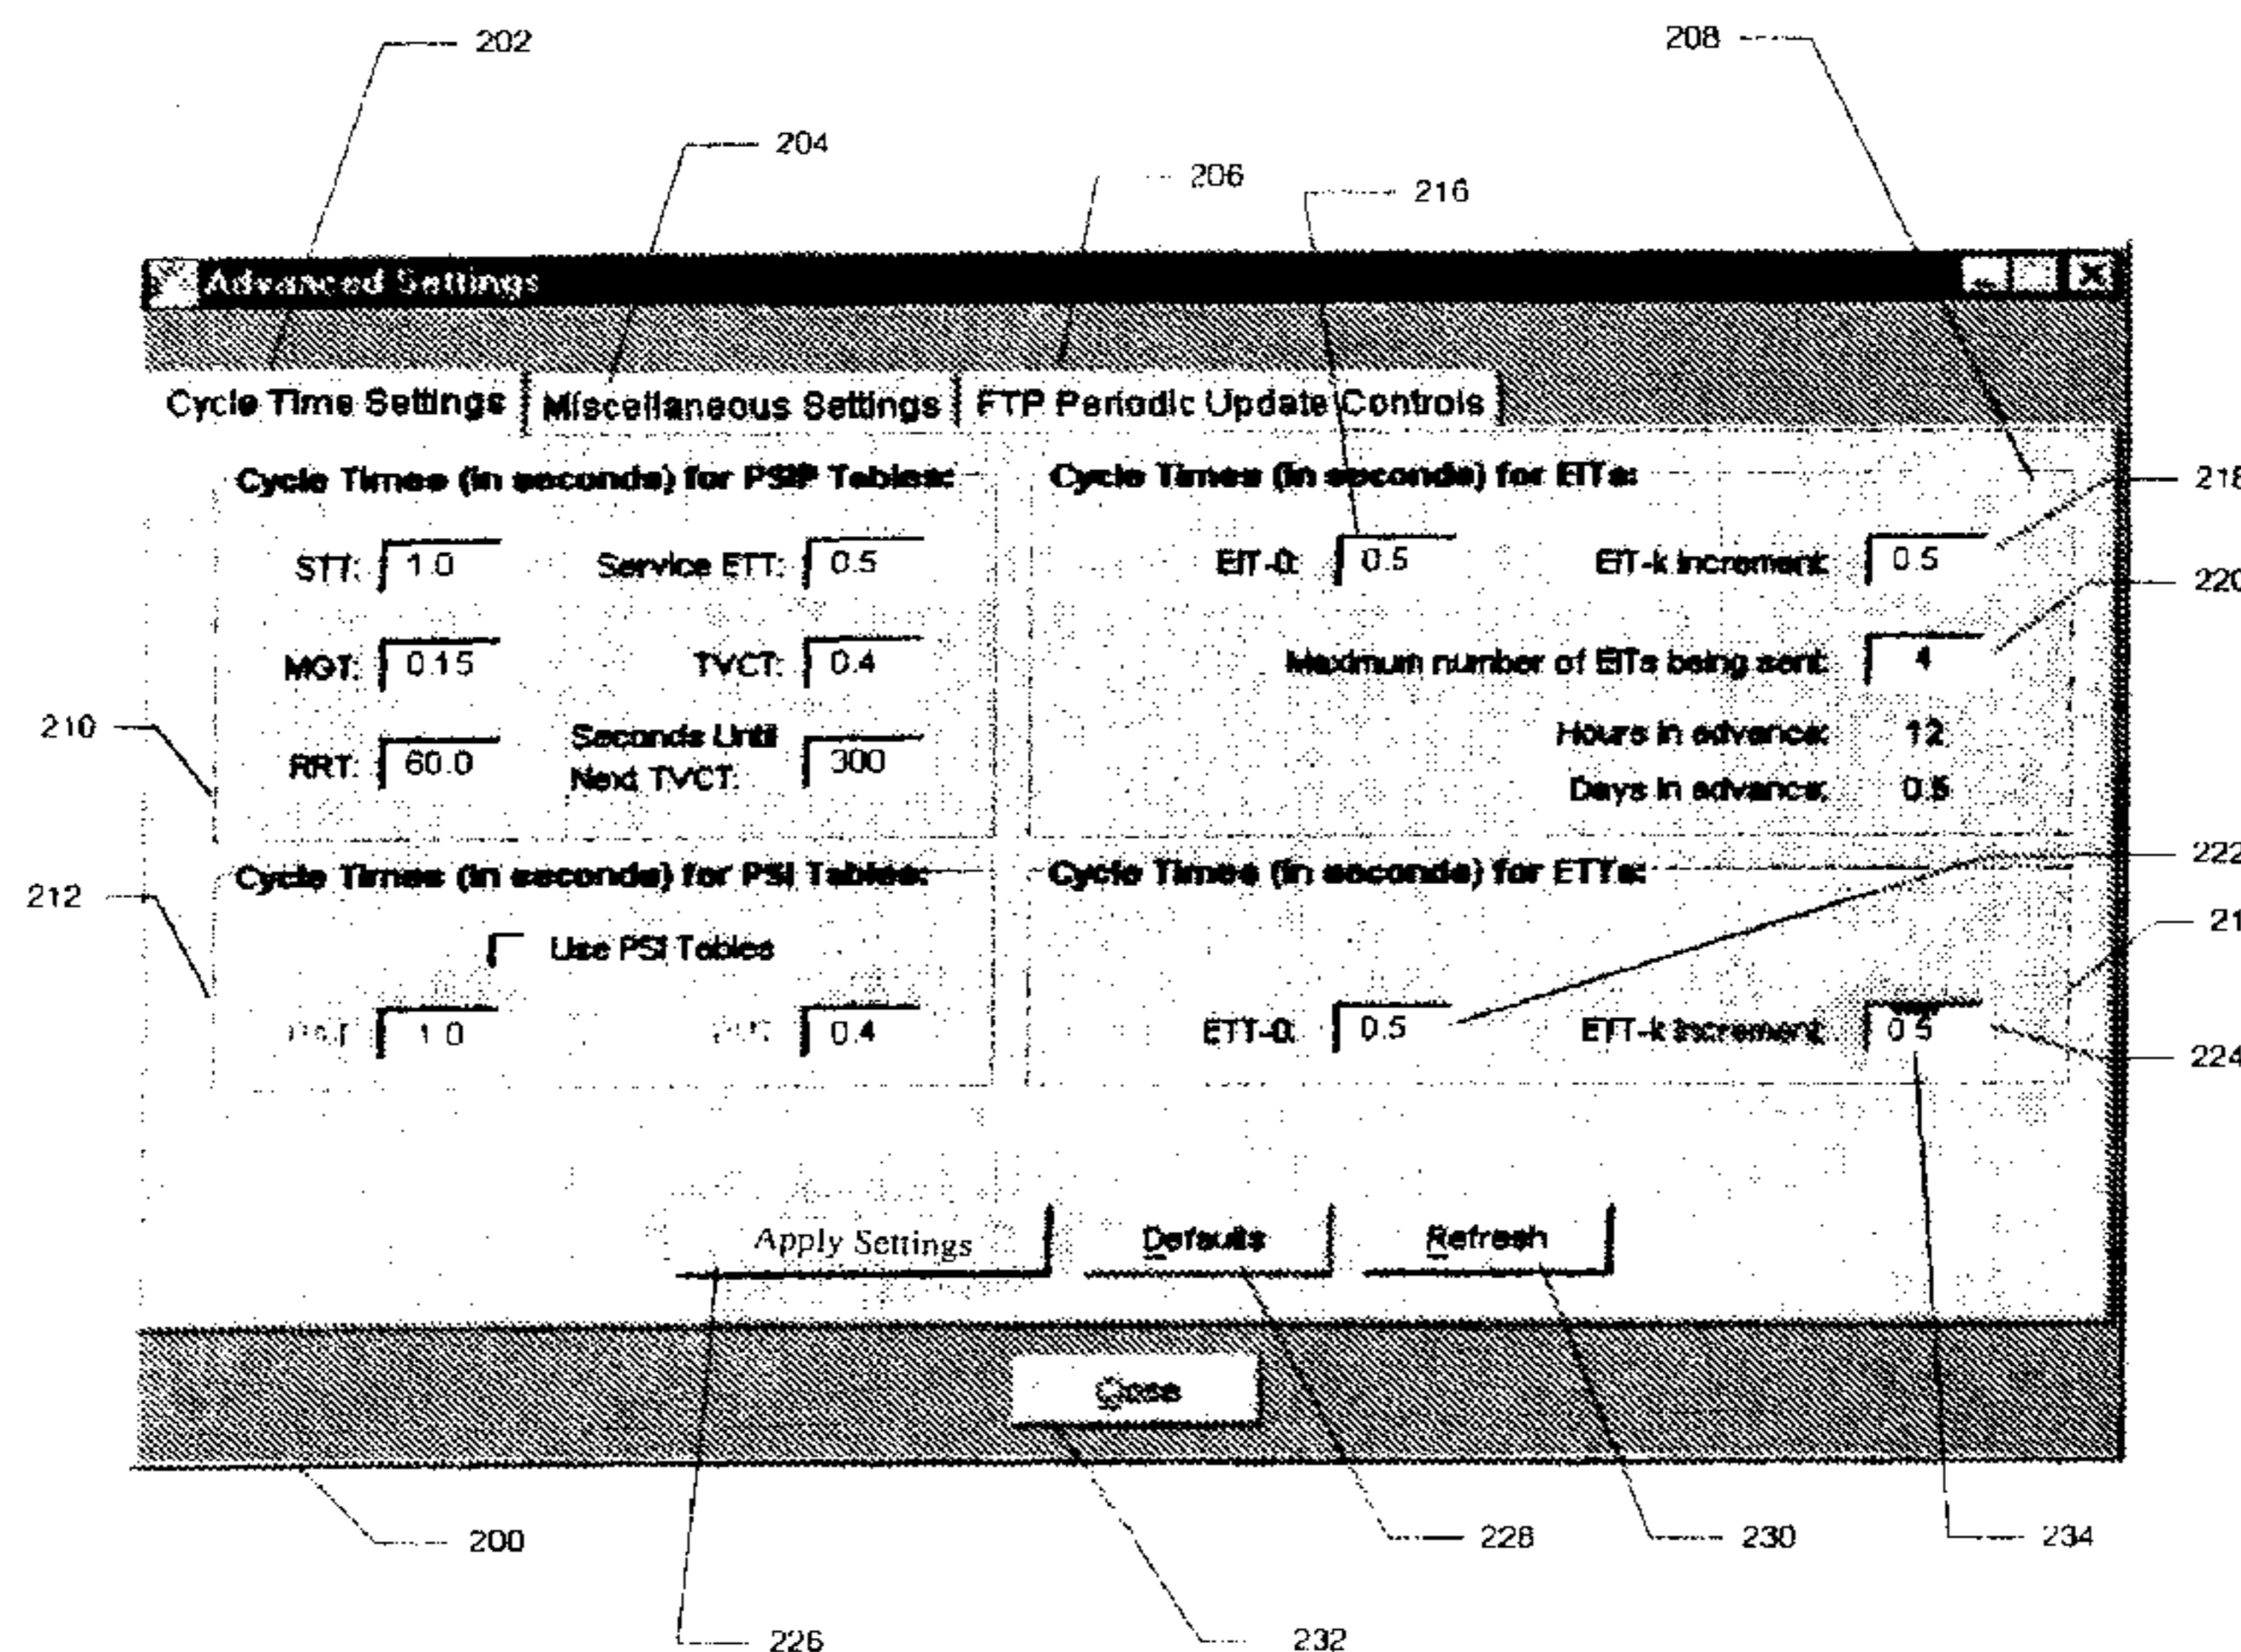 202
208
204
206
216
Advanced Settings
Cycle Time Settings
Miscellaneous Settings
FTP Periodic Update Controls
Cycle Times (in seconds) for PSIP Tables:
STT: 1.0
Service ETT: 0.5
MGT: 0.15
TVCT: 0.4
RRT: 60.0
Seconds Until
Next TVCT: 300
Cycle Times (in seconds) for EITs:
EIT-0: 0.5
EIT-k increment: 0.5
Maximum number of EITs being sent: 4
Hours in advance: 12
Days in advance: 0.5
218
220
210
212
Cycle Times (in seconds) for PSI Tables:
Use PSI Tables
1.0
0.4
Cycle Times (in seconds) for ETTs:
ETT-0: 0.5
ETT-k increment: 0.5
222
21
224
Apply Settings
Defaults
Refresh
Close
200
228
230
234
226
232